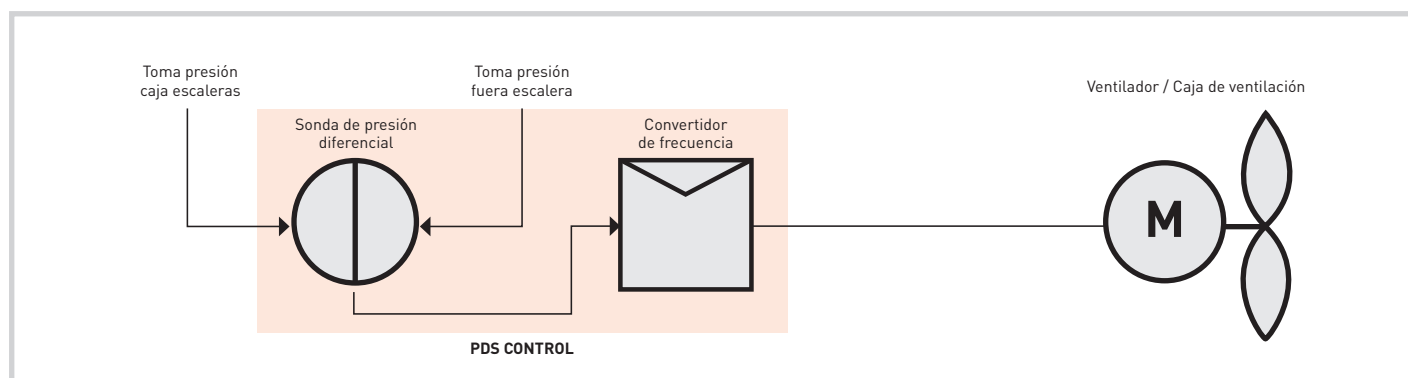 Toma presión
caja escaleras
Toma presión
fuera escalera
Ventilador / Caja de ventilación
Sonda de presión
diferencial
Convertidor
de frecuencia
M
PDS CONTROL